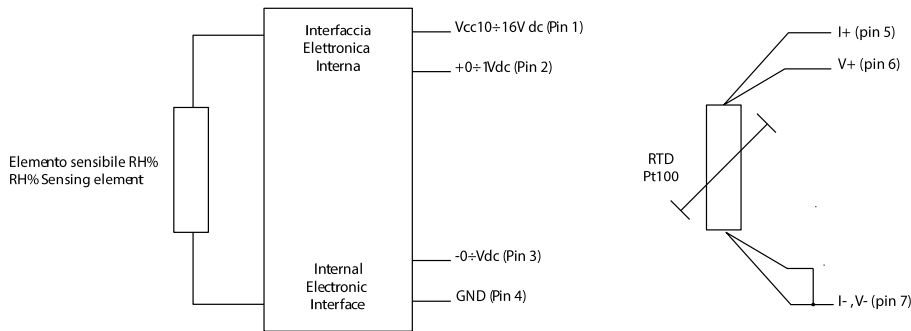 Interfaccia
Elettronica
Interna
Vcc10÷16V dc (Pin 1)
+0÷1Vdc (Pin 2)
Elemento sensibile RH%
RH% Sensing element
Internal
Electronic
Interface
-0÷Vdc (Pin 3)
GND (Pin 4)
I+ (pin 5)
V+ (pin 6)
RTD
Pt100
I- ,V- (pin 7)